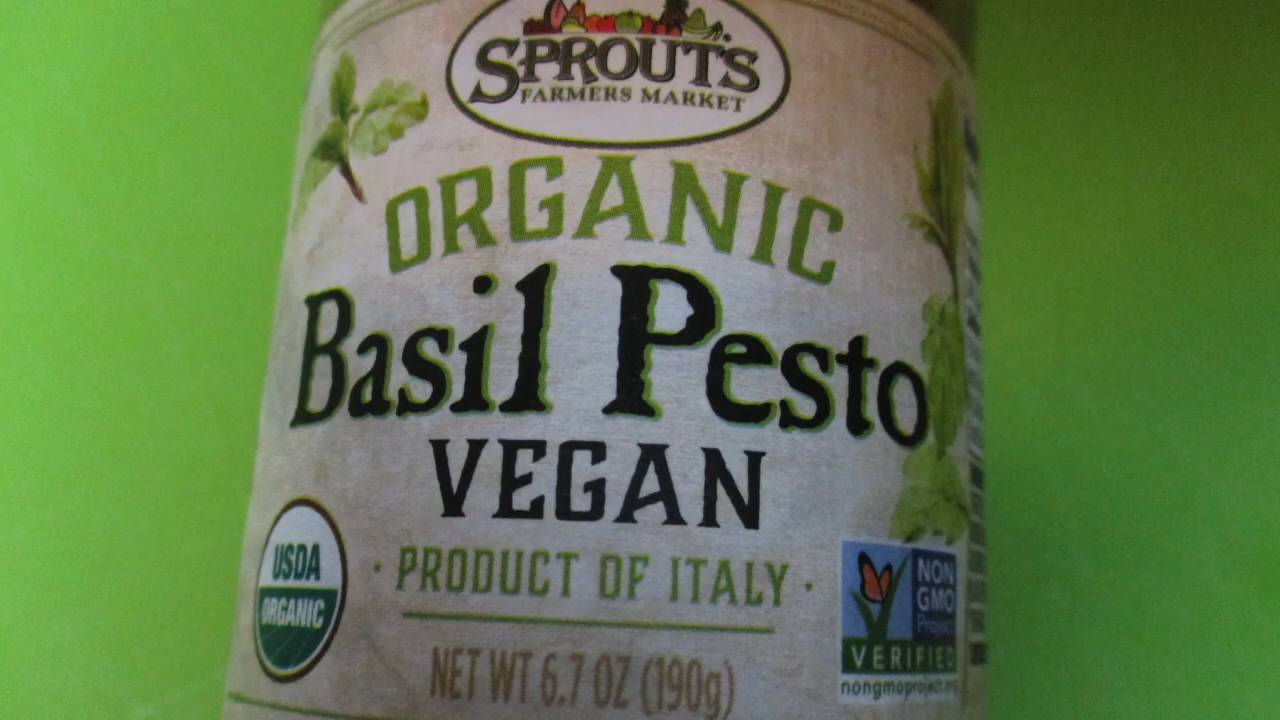 SPROUTS
FARMERS MARKET
ORGANIC
Basil Pesto
VEGAN
· PRODUCT OF ITALY ·
USDA
ORGANIC
NON
GMO
Project
VERIFIED
nongmoproject.org
NET WT 6.7 OZ (190g)